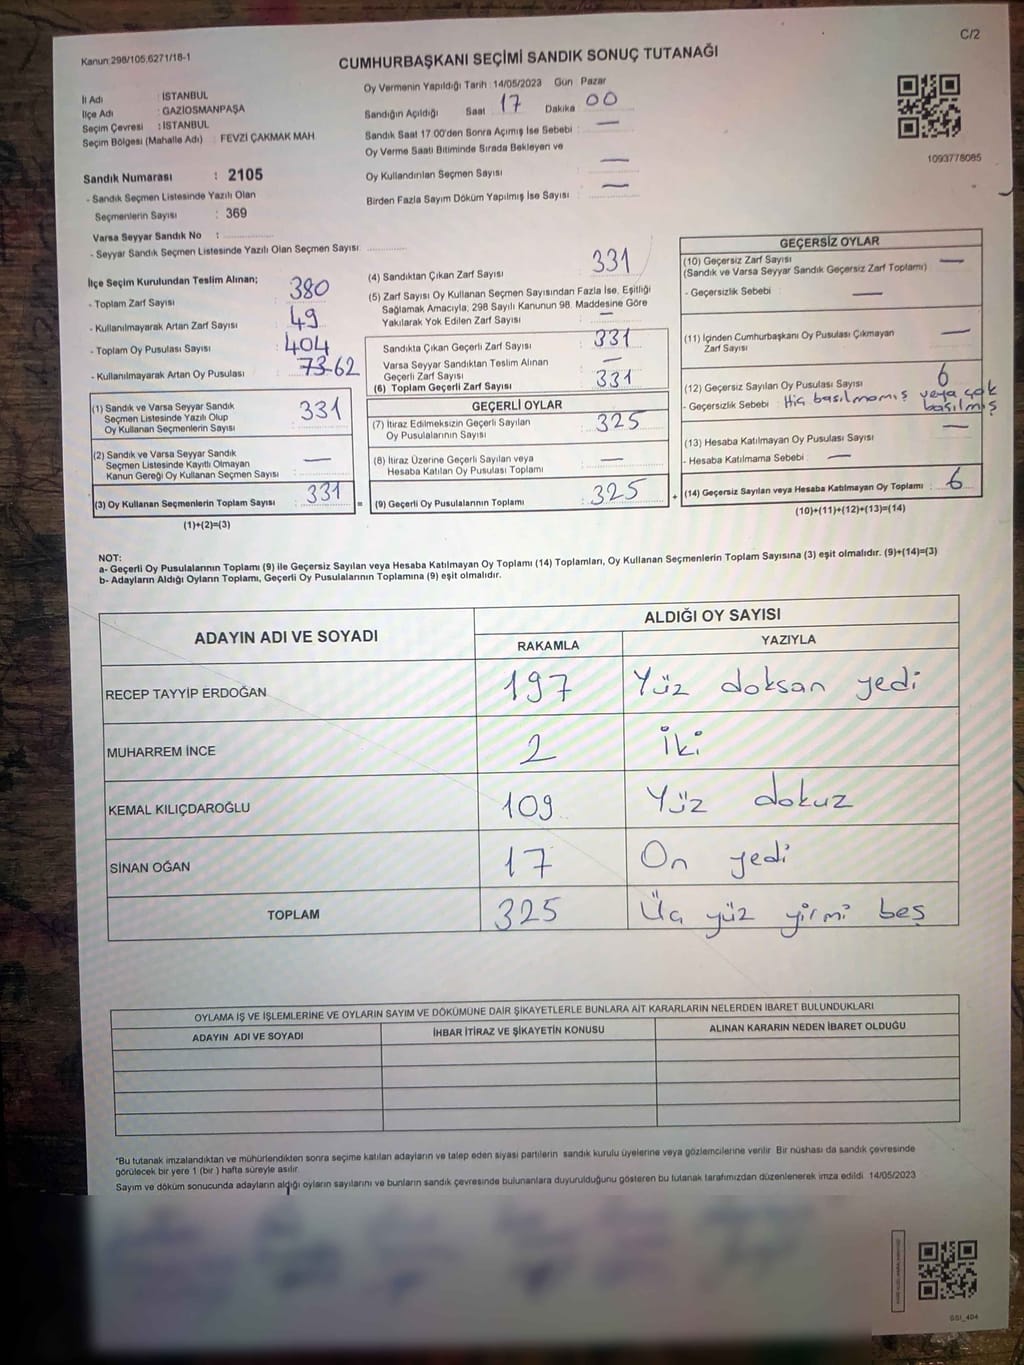 Kanun:298/105,6271/18-1
C/2
CUMHURBAŞKANI SEÇİMİ SANDIK SONUÇ TUTANAĞI
İl Adı : İSTANBUL
İlçe Adı : GAZİOSMANPAŞA
Seçim Çevresi : İSTANBUL
Seçim Bölgesi (Mahalle Adı) : FEVZİ ÇAKMAK MAH.
Sandık Numarası : 2105
- Sandık Seçmen Listesinde Yazılı Olan
Seçmenlerin Sayısı : 369
Varsa Seyyar Sandık No :
- Seyyar Sandık Seçmen Listesinde Yazılı Olan Seçmen Sayısı:
Oy Vermenin Yapıldığı Tarih : 14/05/2023 Gün Pazar
Sandığın Açıldığı Saat 17 Dakika 00
Sandık Saat 17.00'den Sonra Açımış İse Sebebi : —
Oy Verme Saati Bitiminde Sırada Bekleyen ve
Oy Kullandırılan Seçmen Sayısı : —
Birden Fazla Sayım Döküm Yapılmış İse Sayısı : —
1093778085
İlçe Seçim Kurulundan Teslim Alınan;
- Toplam Zarf Sayısı : 380
- Kullanılmayarak Artan Zarf Sayısı : 49
- Toplam Oy Pusulası Sayısı : 404
- Kullanılmayarak Artan Oy Pusulası : 73-62
(1) Sandık ve Varsa Seyyar Sandık
Seçmen Listesinde Yazılı Olup
Oy Kullanan Seçmenlerin Sayısı : 331
(2) Sandık ve Varsa Seyyar Sandık
Seçmen Listesinde Kayıtlı Olmayan
Kanun Gereği Oy Kullanan Seçmen Sayısı : —
(3) Oy Kullanan Seçmenlerin Toplam Sayısı : 331
(1)+(2)=(3)
(4) Sandıktan Çıkan Zarf Sayısı : 331
(5) Zarf Sayısı Oy Kullanan Seçmen Sayısından Fazla İse, Eşitliği
Sağlamak Amacıyla, 298 Sayılı Kanunun 98. Maddesine Göre
Yakılarak Yok Edilen Zarf Sayısı : —
Sandıkta Çıkan Geçerli Zarf Sayısı : 331
Varsa Seyyar Sandıktan Teslim Alınan
Geçerli Zarf Sayısı : —
(6) Toplam Geçerli Zarf Sayısı : 331
GEÇERLİ OYLAR
(7) İtiraz Edilmeksizin Geçerli Sayılan
Oy Pusulalarının Sayısı : 325
(8) İtiraz Üzerine Geçerli Sayılan veya
Hesaba Katılan Oy Pusulası Toplamı : —
= (9) Geçerli Oy Pusulalarının Toplamı : 325 +
GEÇERSİZ OYLAR
(10) Geçersiz Zarf Sayısı : —
(Sandık ve Varsa Seyyar Sandık Geçersiz Zarf Toplamı)
- Geçersizlik Sebebi : —
(11) İçinden Cumhurbaşkanı Oy Pusulası Çıkmayan
Zarf Sayısı : —
(12) Geçersiz Sayılan Oy Pusulası Sayısı : 6
- Geçersizlik Sebebi : Hiç basılmamış veya çok
basılmış
(13) Hesaba Katılmayan Oy Pusulası Sayısı : —
- Hesaba Katılmama Sebebi : —
(14) Geçersiz Sayılan veya Hesaba Katılmayan Oy Toplamı : 6
(10)+(11)+(12)+(13)=(14)
NOT:
a- Geçerli Oy Pusulalarının Toplamı (9) ile Geçersiz Sayılan veya Hesaba Katılmayan Oy Toplamı (14) Toplamları, Oy Kullanan Seçmenlerin Toplam Sayısına (3) eşit olmalıdır. (9)+(14)=(3)
b- Adayların Aldığı Oyların Toplamı, Geçerli Oy Pusulalarının Toplamına (9) eşit olmalıdır.
ADAYIN ADI VE SOYADI
ALDIĞI OY SAYISI
RAKAMLA YAZIYLA
RECEP TAYYİP ERDOĞAN 197 Yüz doksan yedi
MUHARREM İNCE 2 İki
KEMAL KILIÇDAROĞLU 109 Yüz dokuz
SİNAN OĞAN 17 On yedi
TOPLAM 325 Üç yüz yirmi beş
OYLAMA İŞ VE İŞLEMLERİNE VE OYLARIN SAYIM VE DÖKÜMÜNE DAİR ŞİKAYETLERLE BUNLARA AİT KARARLARIN NELERDEN İBARET BULUNDUKLARI
ADAYIN ADI VE SOYADI İHBAR İTİRAZ VE ŞİKAYETİN KONUSU ALINAN KARARIN NEDEN İBARET OLDUĞU
*Bu tutanak imzalandıktan ve mühürlendikten sonra seçime katılan adayların ve talep eden siyasi partilerin sandık kurulu üyelerine veya gözlemcilerine verilir. Bir nüshası da sandık çevresinde
görülecek bir yere 1 (bir ) hafta süreyle asılır.
Sayım ve döküm sonucunda adayların aldığı oyların sayılarını ve bunların sandık çevresinde bulunanlara duyurulduğunu gösteren bu tutanak tarafımızdan düzenlenerek imza edildi. 14/05/2023